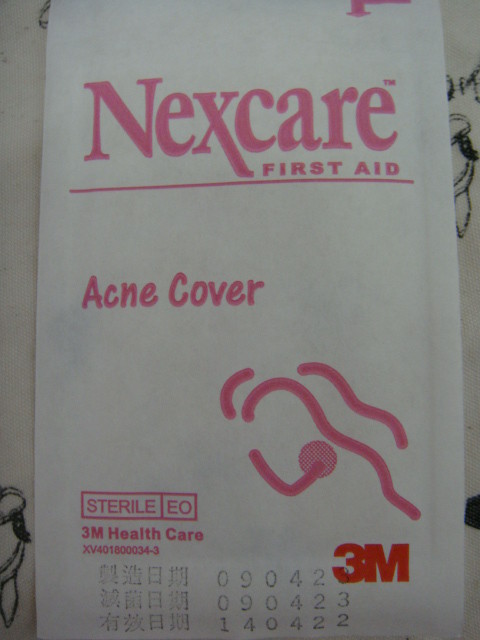 Nexcare™
FIRST AID
Acne Cover
STERILE EO
3M Health Care
XV401800034-3
3M
製造日期 09042
滅菌日期 090423
有效日期 140422